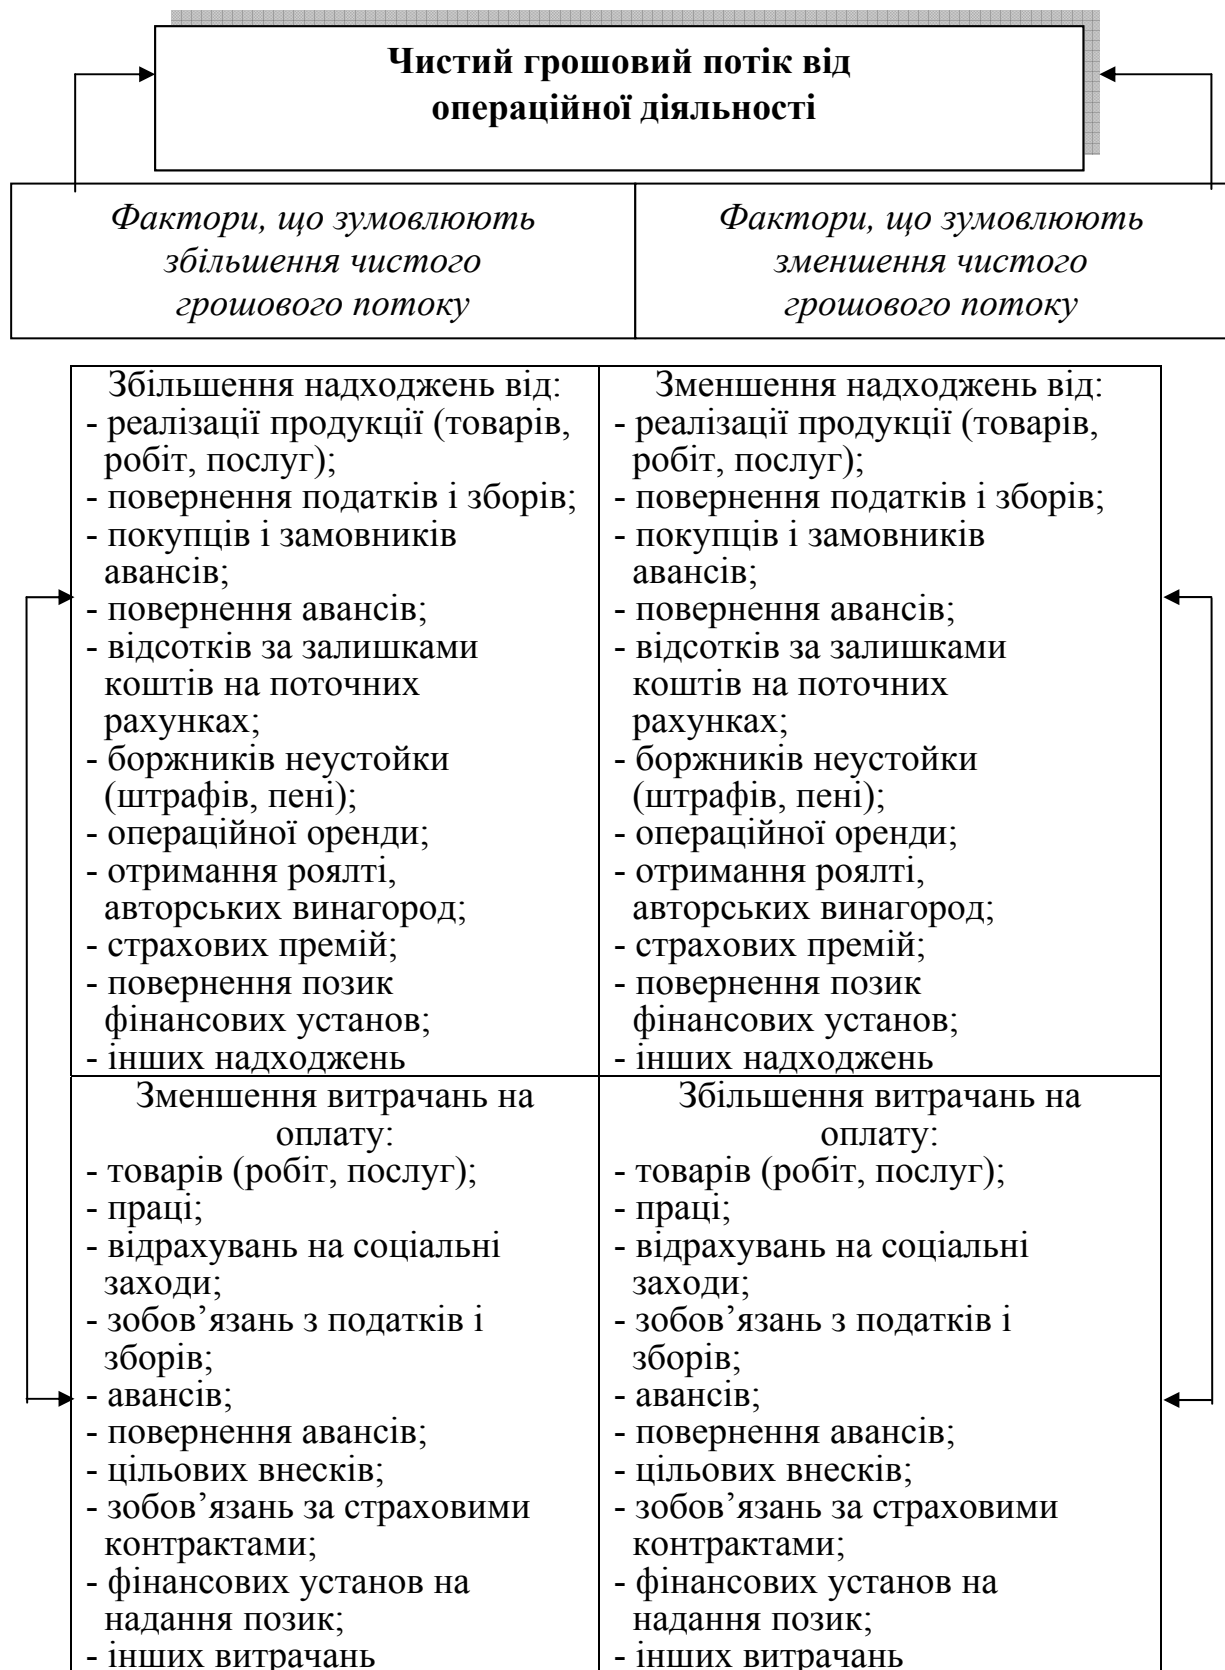 Чистий грошовий потік від
операційної діяльності
Фактори, що зумовлюють
збільшення чистого
грошового потоку
Фактори, що зумовлюють
зменшення чистого
грошового потоку
Збільшення надходжень від:
- реалізації продукції (товарів,
робіт, послуг);
- повернення податків і зборів;
- покупців і замовників
авансів;
- повернення авансів;
- відсотків за залишками
коштів на поточних
рахунках;
- боржників неустойки
(штрафів, пені);
- операційної оренди;
- отримання роялті,
авторських винагород;
- страхових премій;
- повернення позик
фінансових установ;
- інших надходжень
Зменшення надходжень від:
- реалізації продукції (товарів,
робіт, послуг);
- повернення податків і зборів;
- покупців і замовників
авансів;
- повернення авансів;
- відсотків за залишками
коштів на поточних
рахунках;
- боржників неустойки
(штрафів, пені);
- операційної оренди;
- отримання роялті,
авторських винагород;
- страхових премій;
- повернення позик
фінансових установ;
- інших надходжень
Зменшення витрачань на
оплату:
- товарів (робіт, послуг);
- праці;
- відрахувань на соціальні
заходи;
- зобов’язань з податків і
зборів;
- авансів;
- повернення авансів;
- цільових внесків;
- зобов’язань за страховими
контрактами;
- фінансових установ на
надання позик;
- інших витрачань
Збільшення витрачань на
оплату:
- товарів (робіт, послуг);
- праці;
- відрахувань на соціальні
заходи;
- зобов’язань з податків і
зборів;
- авансів;
- повернення авансів;
- цільових внесків;
- зобов’язань за страховими
контрактами;
- фінансових установ на
надання позик;
- інших витрачань